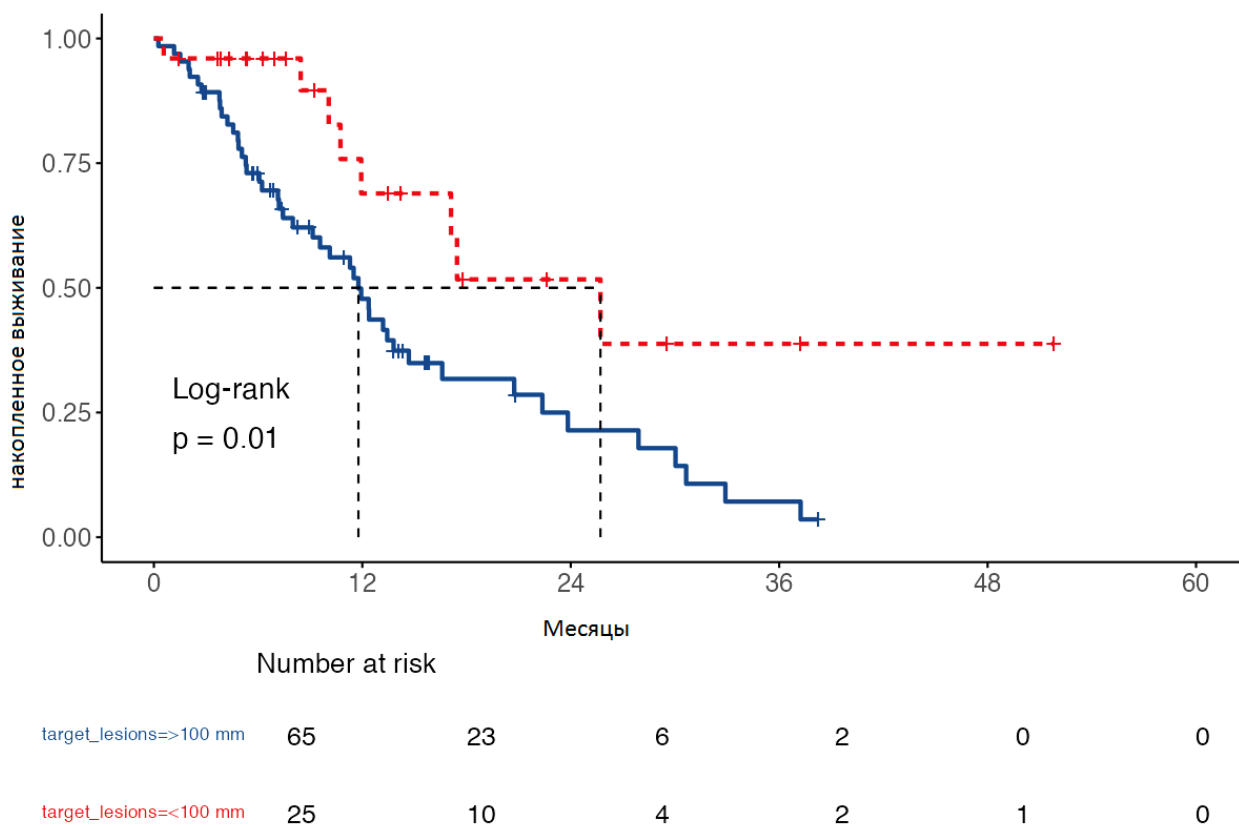 накопленное выживание
1.00
0.75
0.50
0.25
0.00
Log-rank
p = 0.01
0 12 24 36 48 60
Месяцы
Number at risk
target_lesions=>100 mm 65 23 6 2 0 0
target_lesions=<100 mm 25 10 4 2 1 0